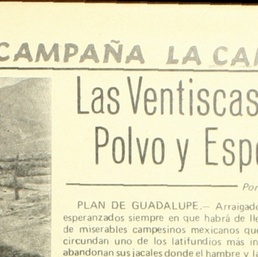 CAMPAÑA LA CA
Las Ventiscas
Polvo y Esp
Por
PLAN DE GUADALUPE.— Arraigad
esperanzados siempre en que habrá de lle
de miserables campesinos mexicanos que
circundan uno de los latifundios más in
abandonan sus jacales donde el hambre y la